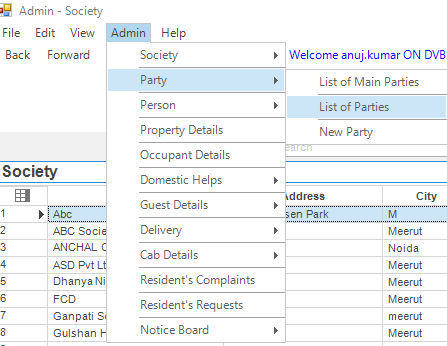 Admin - Society
File Edit View Admin Help
Back Forward Welcome anuj.kumar ON DVB
Society
Party
Person
Property Details
Occupant Details
Domestic Helps
Guest Details
Delivery
Cab Details
Resident's Complaints
Resident's Requests
Notice Board
List of Main Parties
List of Parties
New Party
earch
Society
Address City
1 Abc sen Park M
2 ABC Socie Meerut
3 ANCHAL C Noida
4 ASD Pvt Lt Meerut
5 Dhanya Ni Meerut
6 FCD Meerut
7 Ganpati So meerut
8 Gulshan H Meerut